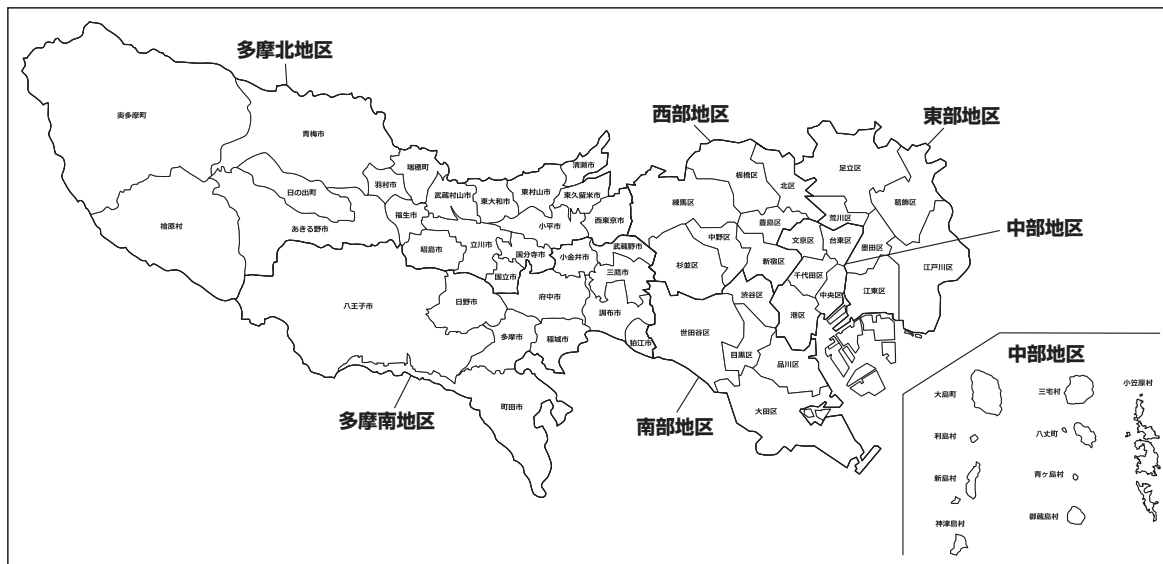 多摩北地区
西部地区
東部地区
中部地区
多摩南地区
南部地区
奥多摩町
青梅市
日の出町
檜原村
あきる野市
羽村市
瑞穂町
福生市
武蔵村山市
東大和市
東村山市
清瀬市
東久留米市
西東京市
小平市
昭島市
立川市
国分寺市
国立市
小金井市
武蔵野市
三鷹市
八王子市
日野市
府中市
調布市
狛江市
多摩市
稲城市
町田市
練馬区
板橋区
北区
豊島区
中野区
杉並区
新宿区
足立区
葛飾区
荒川区
文京区
台東区
墨田区
江戸川区
千代田区
中央区
江東区
港区
渋谷区
世田谷区
目黒区
品川区
大田区
中部地区
大島町
三宅村
小笠原村
利島村
八丈町
新島村
青ヶ島村
神津島村
御蔵島村